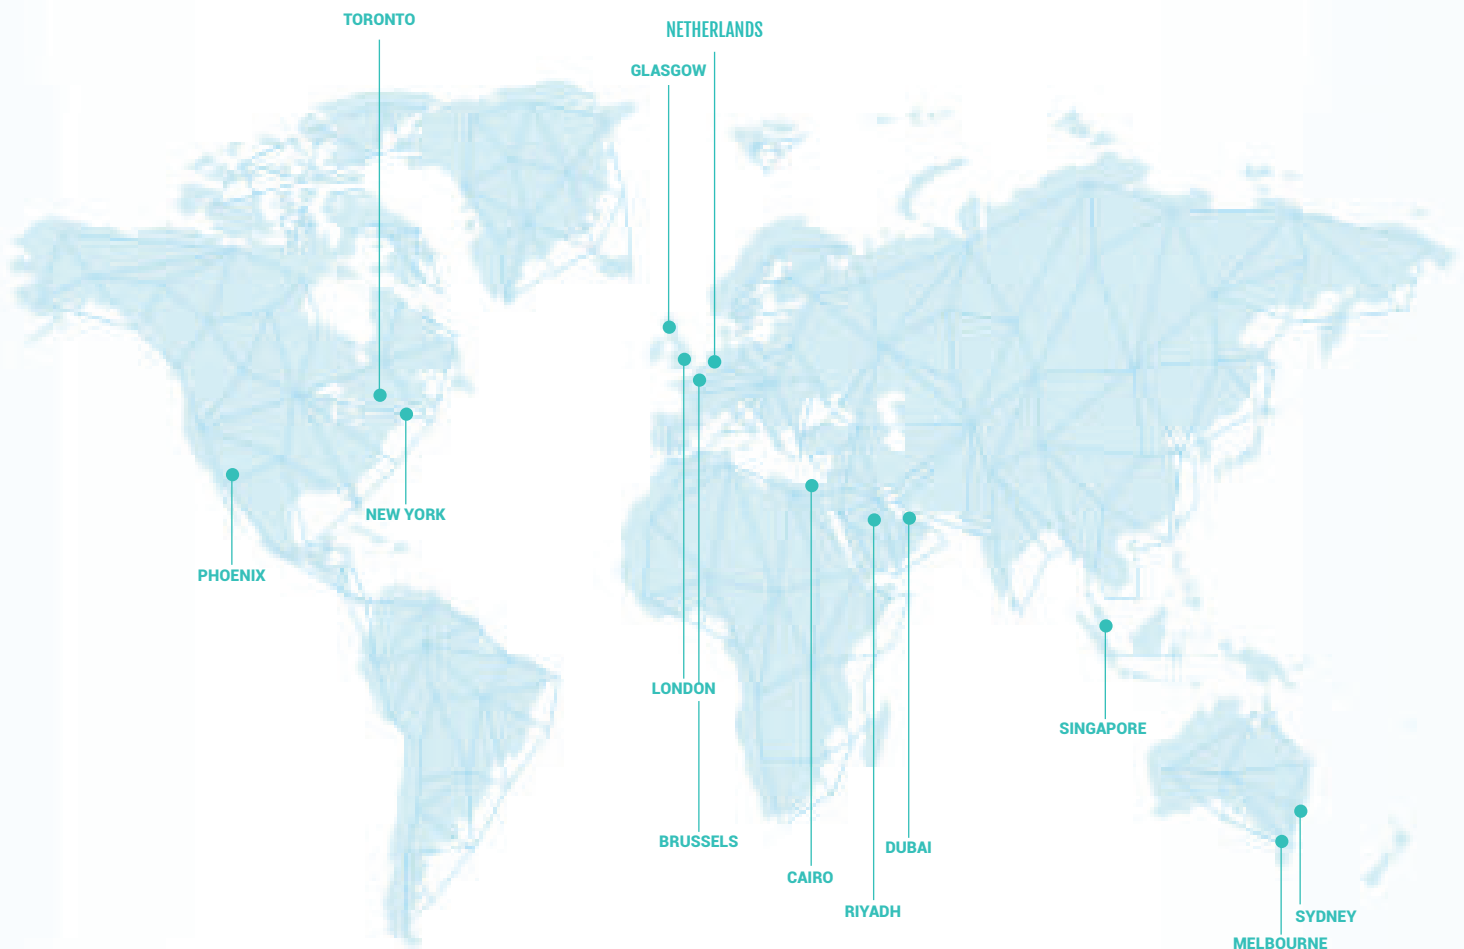 TORONTO
NETHERLANDS
GLASGOW
NEW YORK
PHOENIX
LONDON
SINGAPORE
BRUSSELS
DUBAI
CAIRO
RIYADH
SYDNEY
MELBOURNE